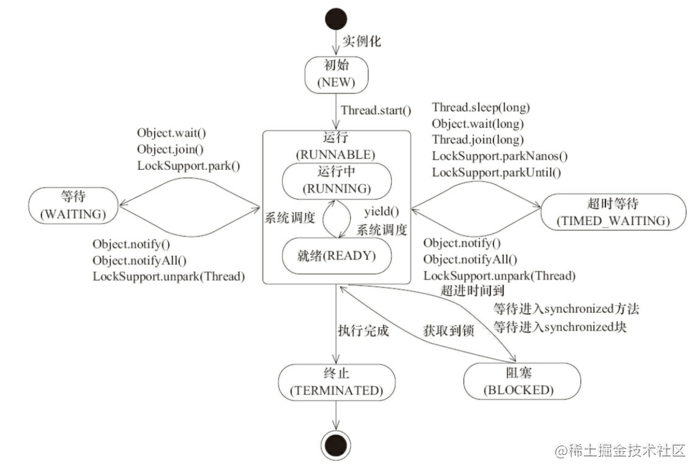 实例化
初始
(NEW)
Thread.start()
Object.wait()
Object.join()
LockSupport.park()
Thread.sleep(long)
Object.wait(long)
Thread.join(long)
LockSupport.parkNanos()
LockSupport.parkUntil()
运行
(RUNNABLE)
运行中
(RUNNING)
等待
(WAITING)
系统调度
yield()
系统调度
超时等待
(TIMED_WAITING)
就绪(READY)
Object.notify()
Object.notifyAll()
LockSupport.unpark(Thread)
Object.notify()
Object.notifyAll()
LockSupport.unpark(Thread)
超进时间到
等待进入synchronized方法
等待进入synchronized块
执行完成
获取到锁
终止
(TERMINATED)
阻塞
(BLOCKED)
@稀土掘金技术社区